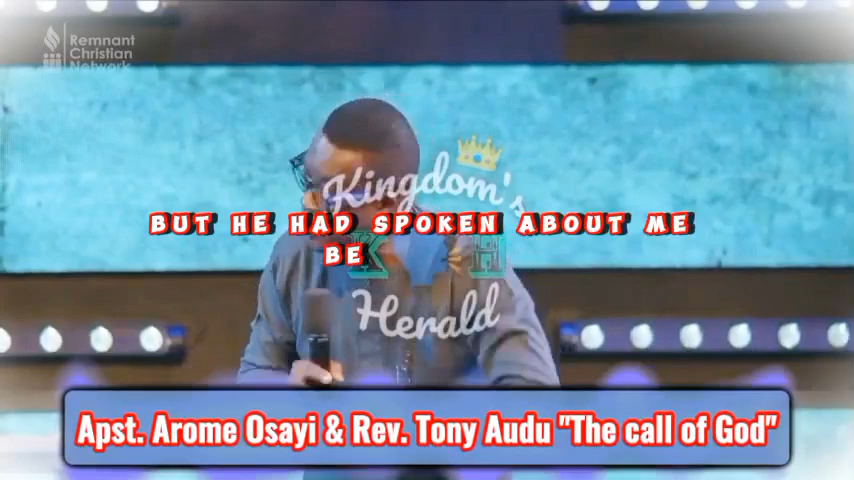 Remnant
Christian
Network
Kingdom's
BUT HE HAD SPOKEN ABOUT ME
BE
K H
Herald
Apst. Arome Osayi & Rev. Tony Audu "The call of God"